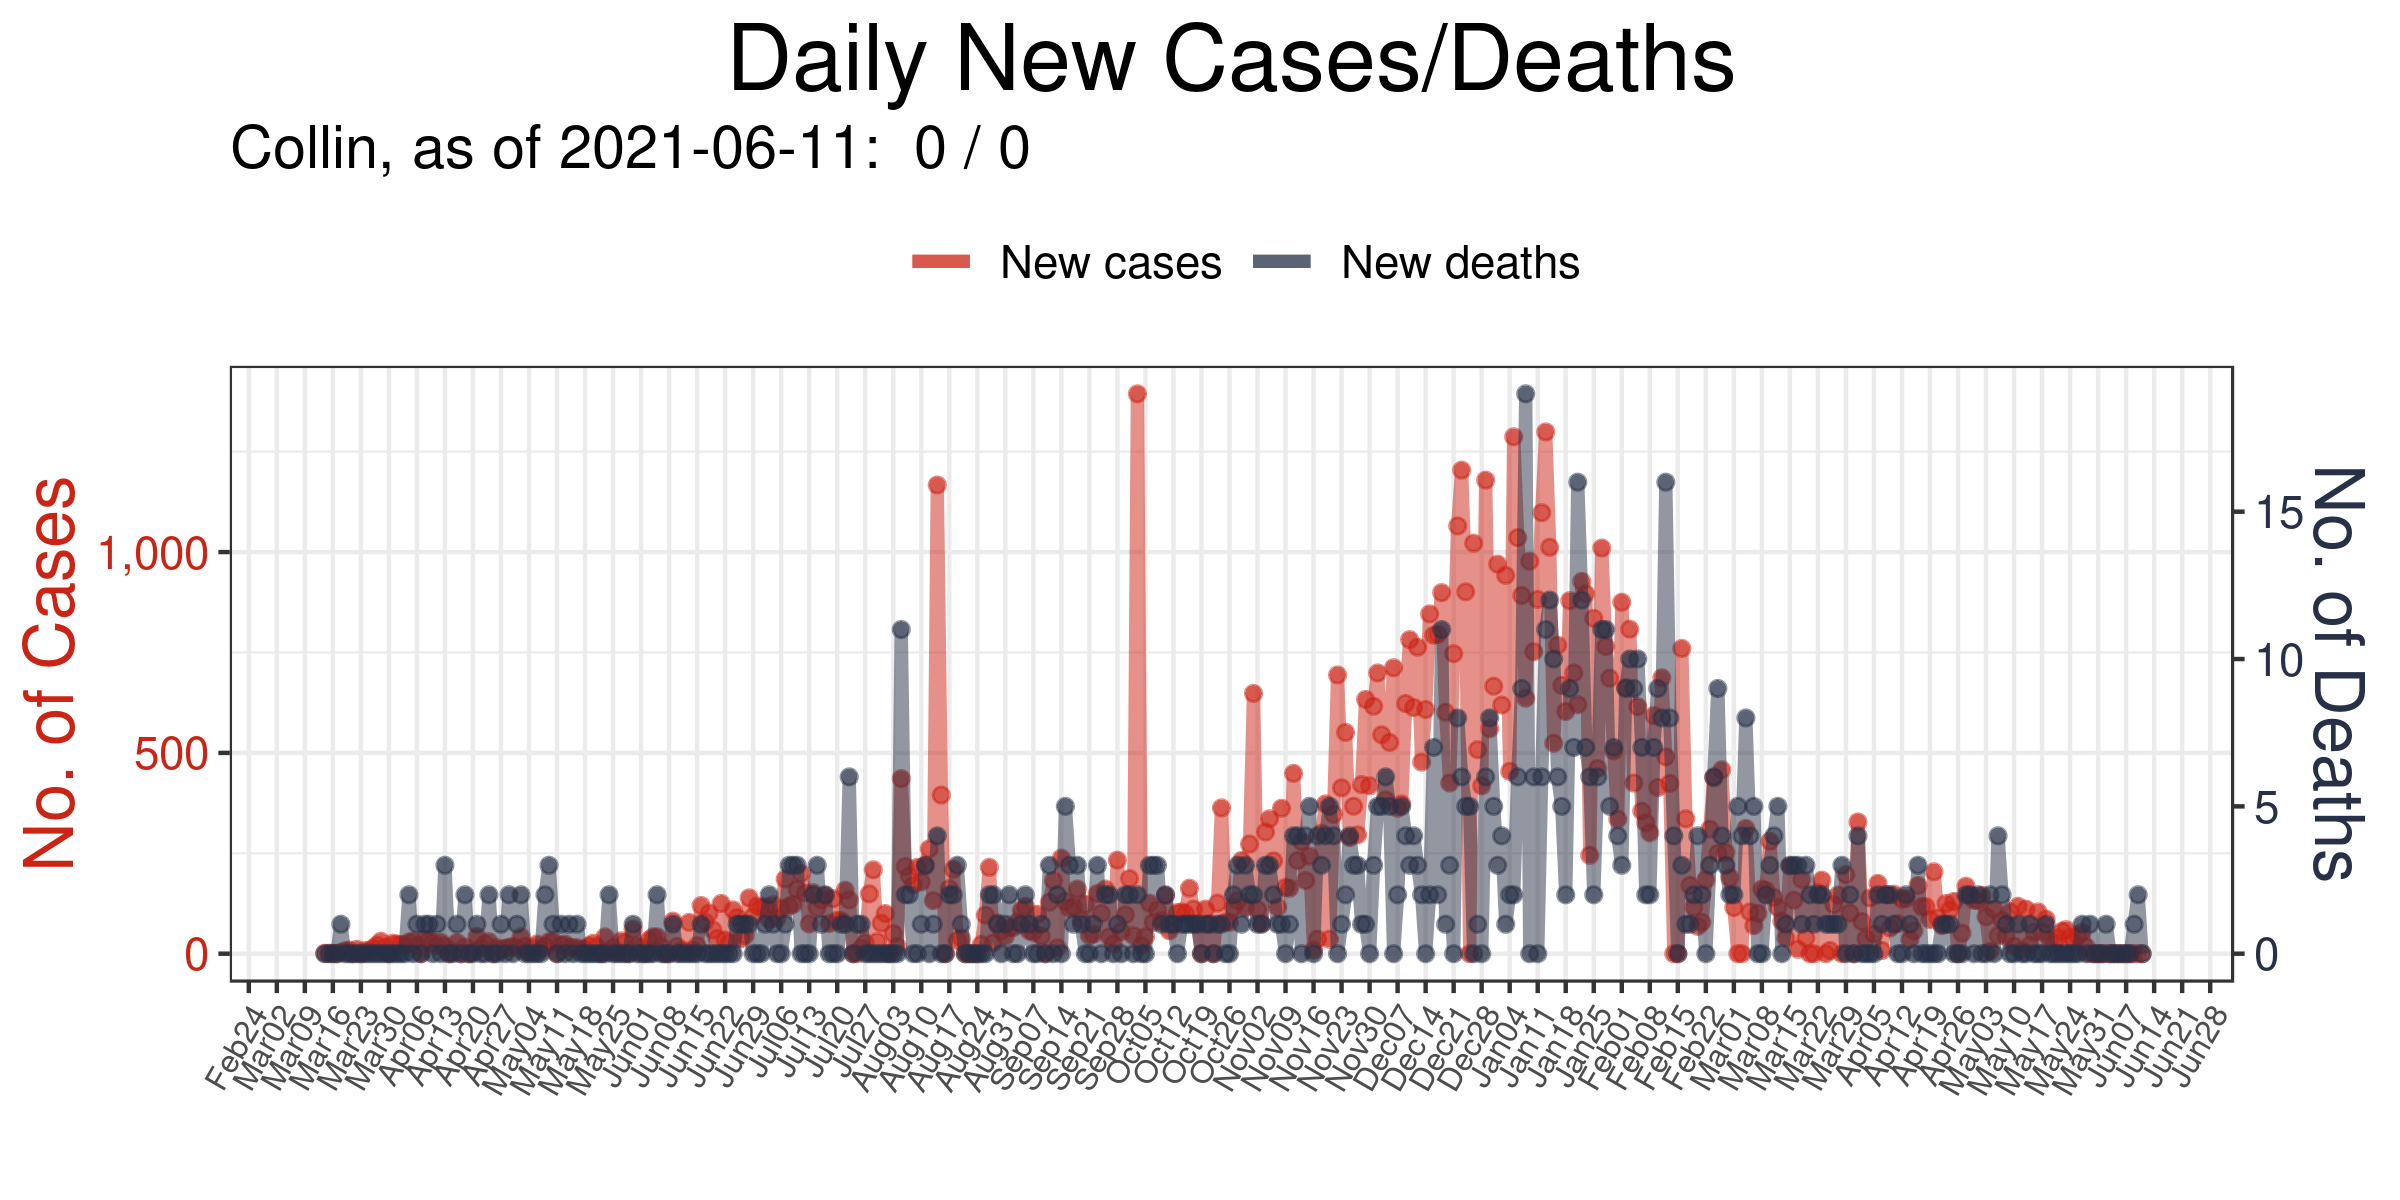 Daily New Cases/Deaths
Collin, as of 2021-06-11:  0 / 0
New cases
New deaths
No. of Cases
1,000
500
0
15
10
5
0
No. of Deaths
Feb24
Mar02
Mar09
Mar16
Mar23
Mar30
Apr06
Apr13
Apr20
Apr27
May04
May11
May18
May25
Jun01
Jun08
Jun15
Jun22
Jun29
Jul06
Jul13
Jul20
Jul27
Aug03
Aug10
Aug17
Aug24
Aug31
Sep07
Sep14
Sep21
Sep28
Oct05
Oct12
Oct19
Oct26
Nov02
Nov09
Nov16
Nov23
Nov30
Dec07
Dec14
Dec21
Dec28
Jan04
Jan11
Jan18
Jan25
Feb01
Feb08
Feb15
Feb22
Mar01
Mar08
Mar15
Mar22
Mar29
Apr05
Apr12
Apr19
Apr26
May03
May10
May17
May24
May31
Jun07
Jun14
Jun21
Jun28